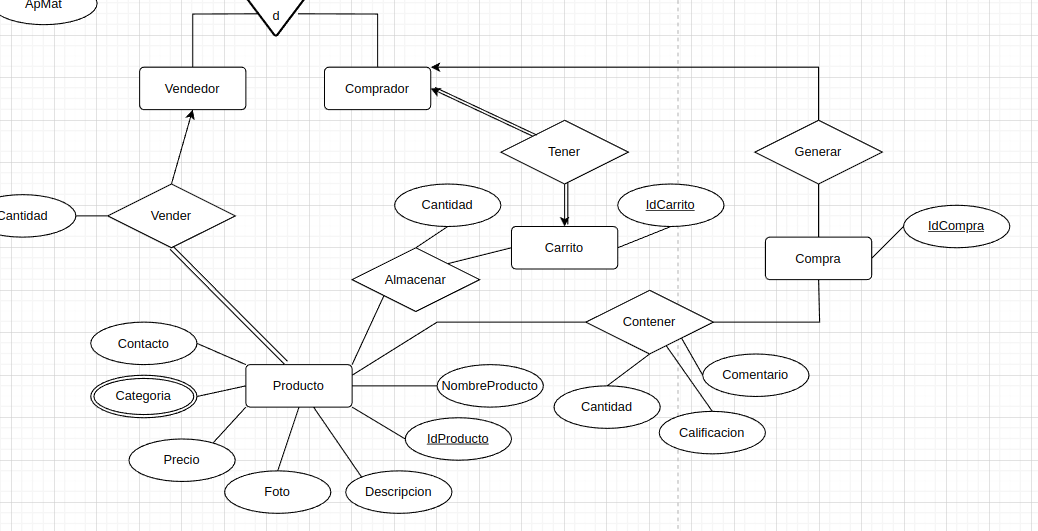 ApMat
d
Vendedor
Comprador
Tener
Generar
Cantidad
IdCarrito
Cantidad
Vender
IdCompra
Carrito
Compra
Almacenar
Contener
Contacto
Producto
NombreProducto
Comentario
Categoria
Cantidad
Calificacion
IdProducto
Precio
Foto
Descripcion